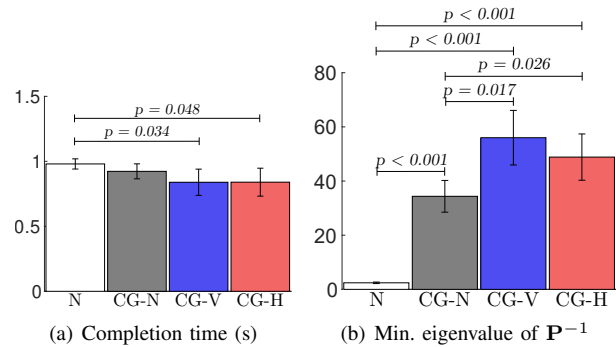 1.5
1
0.5
0
p = 0.048
p = 0.034
N CG-N CG-V CG-H
(a) Completion time (s)
p < 0.001
p < 0.001
p = 0.026
p = 0.017
p < 0.001
80
60
40
20
0
N CG-N CG-V CG-H
(b) Min. eigenvalue of P⁻¹